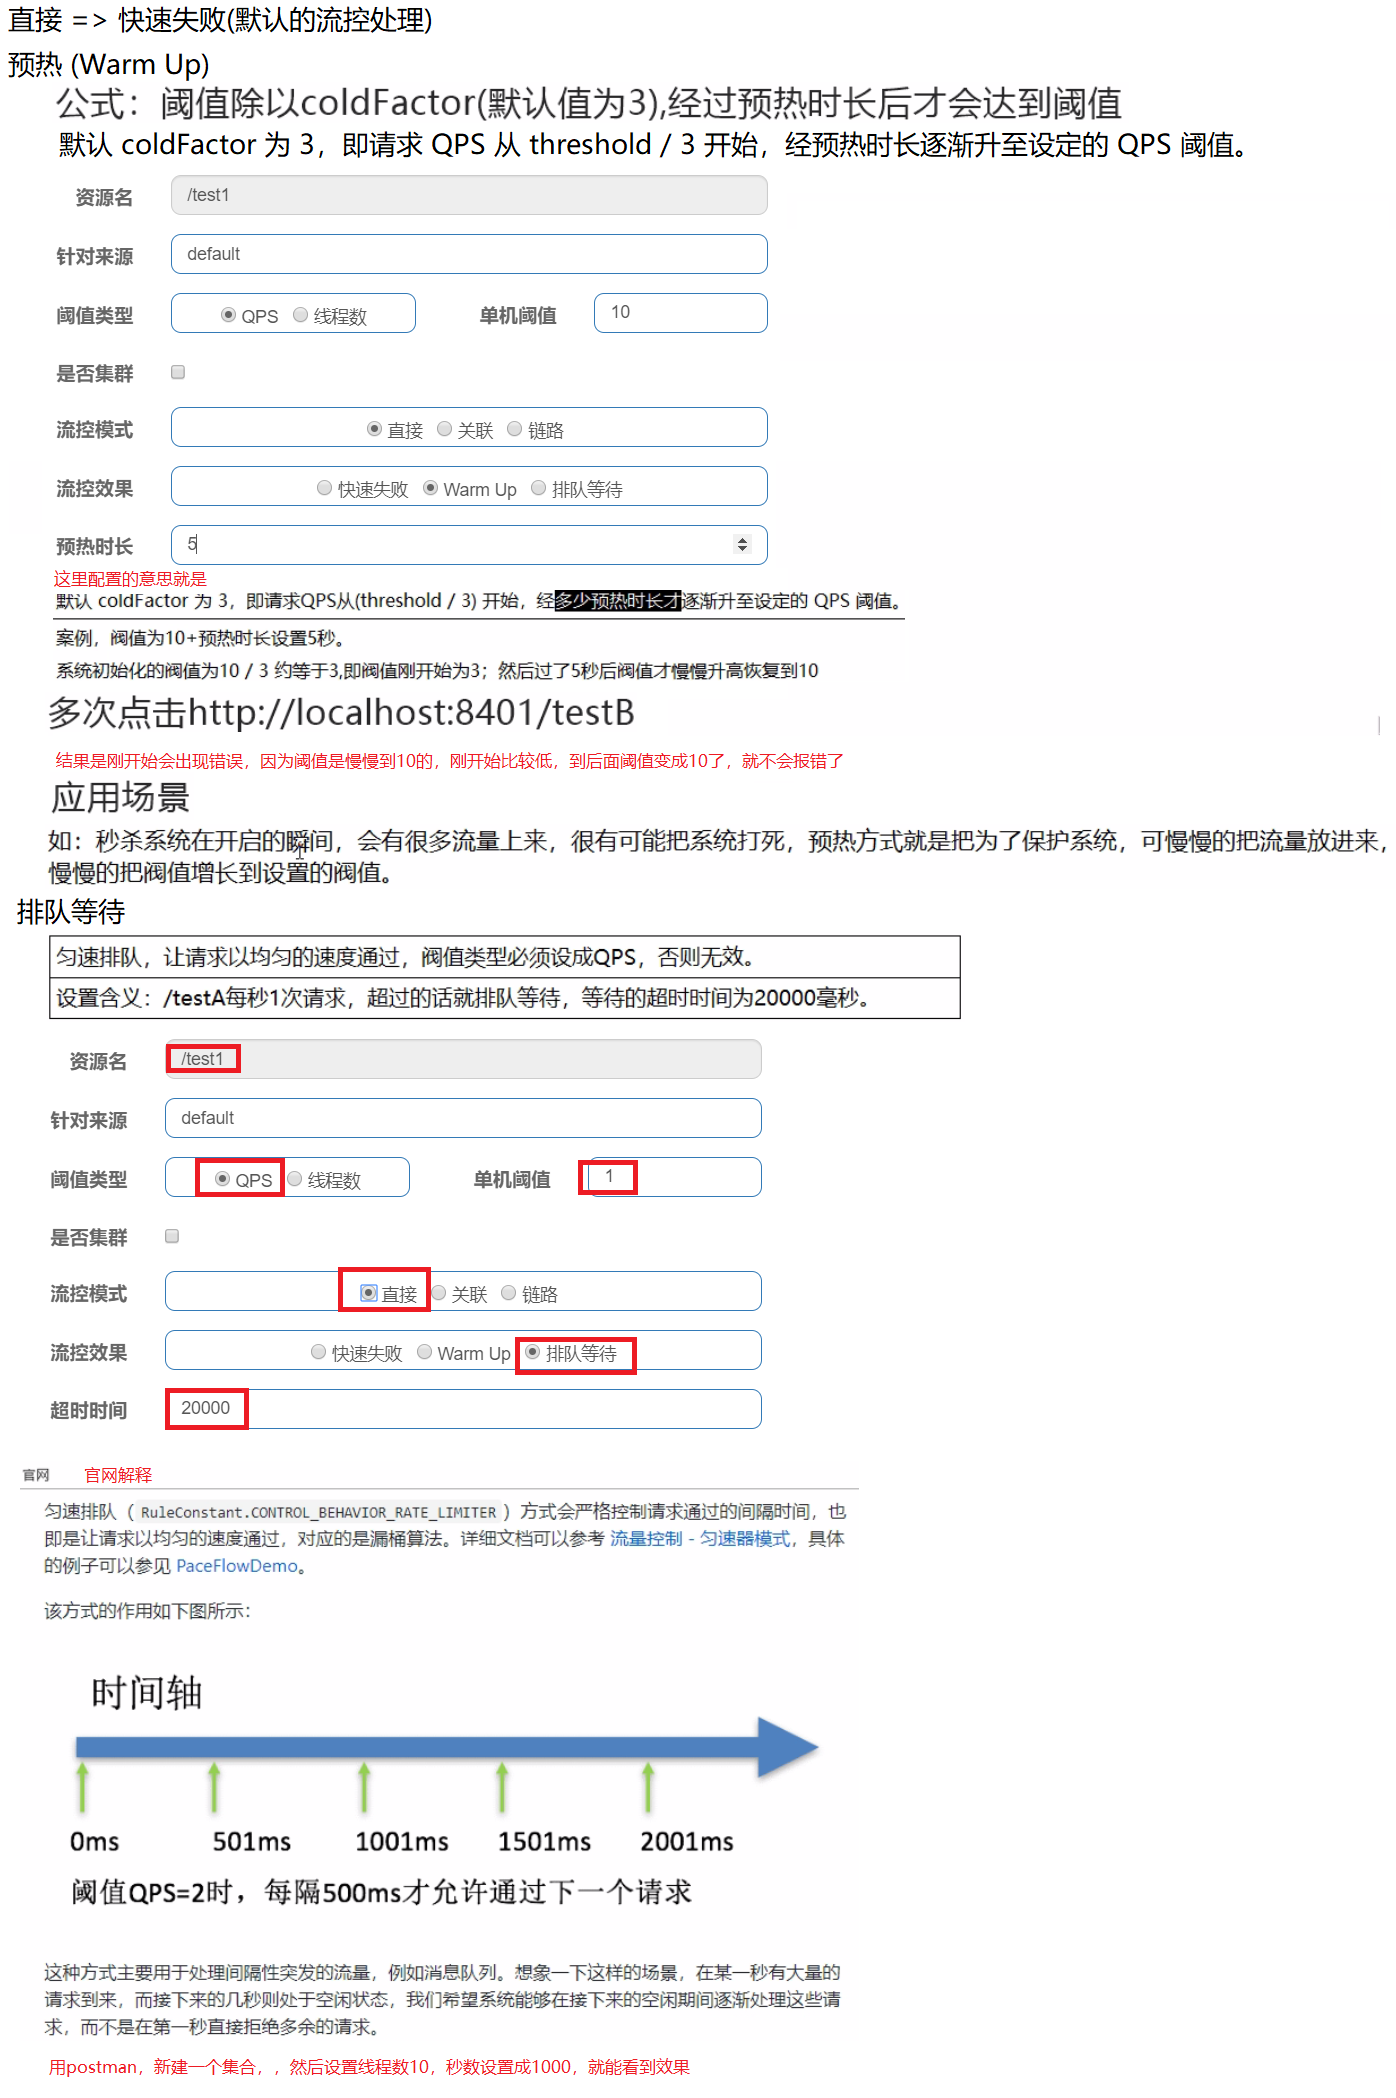 直接 => 快速失败(默认的流控处理)
预热 (Warm Up)
公式：阈值除以coldFactor(默认值为3),经过预热时长后才会达到阈值
默认 coldFactor 为 3，即请求 QPS 从 threshold / 3 开始，经预热时长逐渐升至设定的 QPS 阈值。
资源名 /test1
针对来源 default
阈值类型 QPS 线程数 单机阈值 10
是否集群
流控模式 直接 关联 链路
流控效果 快速失败 Warm Up 排队等待
预热时长 5
这里配置的意思就是
默认 coldFactor 为 3，即请求QPS从(threshold / 3) 开始，经多少预热时长才逐渐升至设定的 QPS 阈值。
案例，阀值为10+预热时长设置5秒。
系统初始化的阀值为10 / 3 约等于3,即阀值刚开始为3；然后过了5秒后阀值才慢慢升高恢复到10
多次点击http://localhost:8401/testB
结果是刚开始会出现错误，因为阈值是慢慢到10的，刚开始比较低，到后面阈值变成10了，就不会报错了
应用场景
如：秒杀系统在开启的瞬间，会有很多流量上来，很有可能把系统打死，预热方式就是把为了保护系统，可慢慢的把流量放进来，
慢慢的把阀值增长到设置的阀值。
排队等待
匀速排队，让请求以均匀的速度通过，阀值类型必须设成QPS，否则无效。
设置含义：/testA每秒1次请求，超过的话就排队等待，等待的超时时间为20000毫秒。
资源名 /test1
针对来源 default
阈值类型 QPS 线程数 单机阈值 1
是否集群
流控模式 直接 关联 链路
流控效果 快速失败 Warm Up 排队等待
超时时间 20000
官网 官网解释
匀速排队（RuleConstant.CONTROL_BEHAVIOR_RATE_LIMITER）方式会严格控制请求通过的间隔时间，也
即是让请求以均匀的速度通过，对应的是漏桶算法。详细文档可以参考 流量控制 - 匀速器模式，具体
的例子可以参见 PaceFlowDemo。
该方式的作用如下图所示：
时间轴
0ms 501ms 1001ms 1501ms 2001ms
阈值QPS=2时，每隔500ms才允许通过下一个请求
这种方式主要用于处理间隔性突发的流量，例如消息队列。想象一下这样的场景，在某一秒有大量的
请求到来，而接下来的几秒则处于空闲状态，我们希望系统能够在接下来的空闲期间逐渐处理这些请
求，而不是在第一秒直接拒绝多余的请求。
用postman，新建一个集合，，然后设置线程数10，秒数设置成1000，就能看到效果